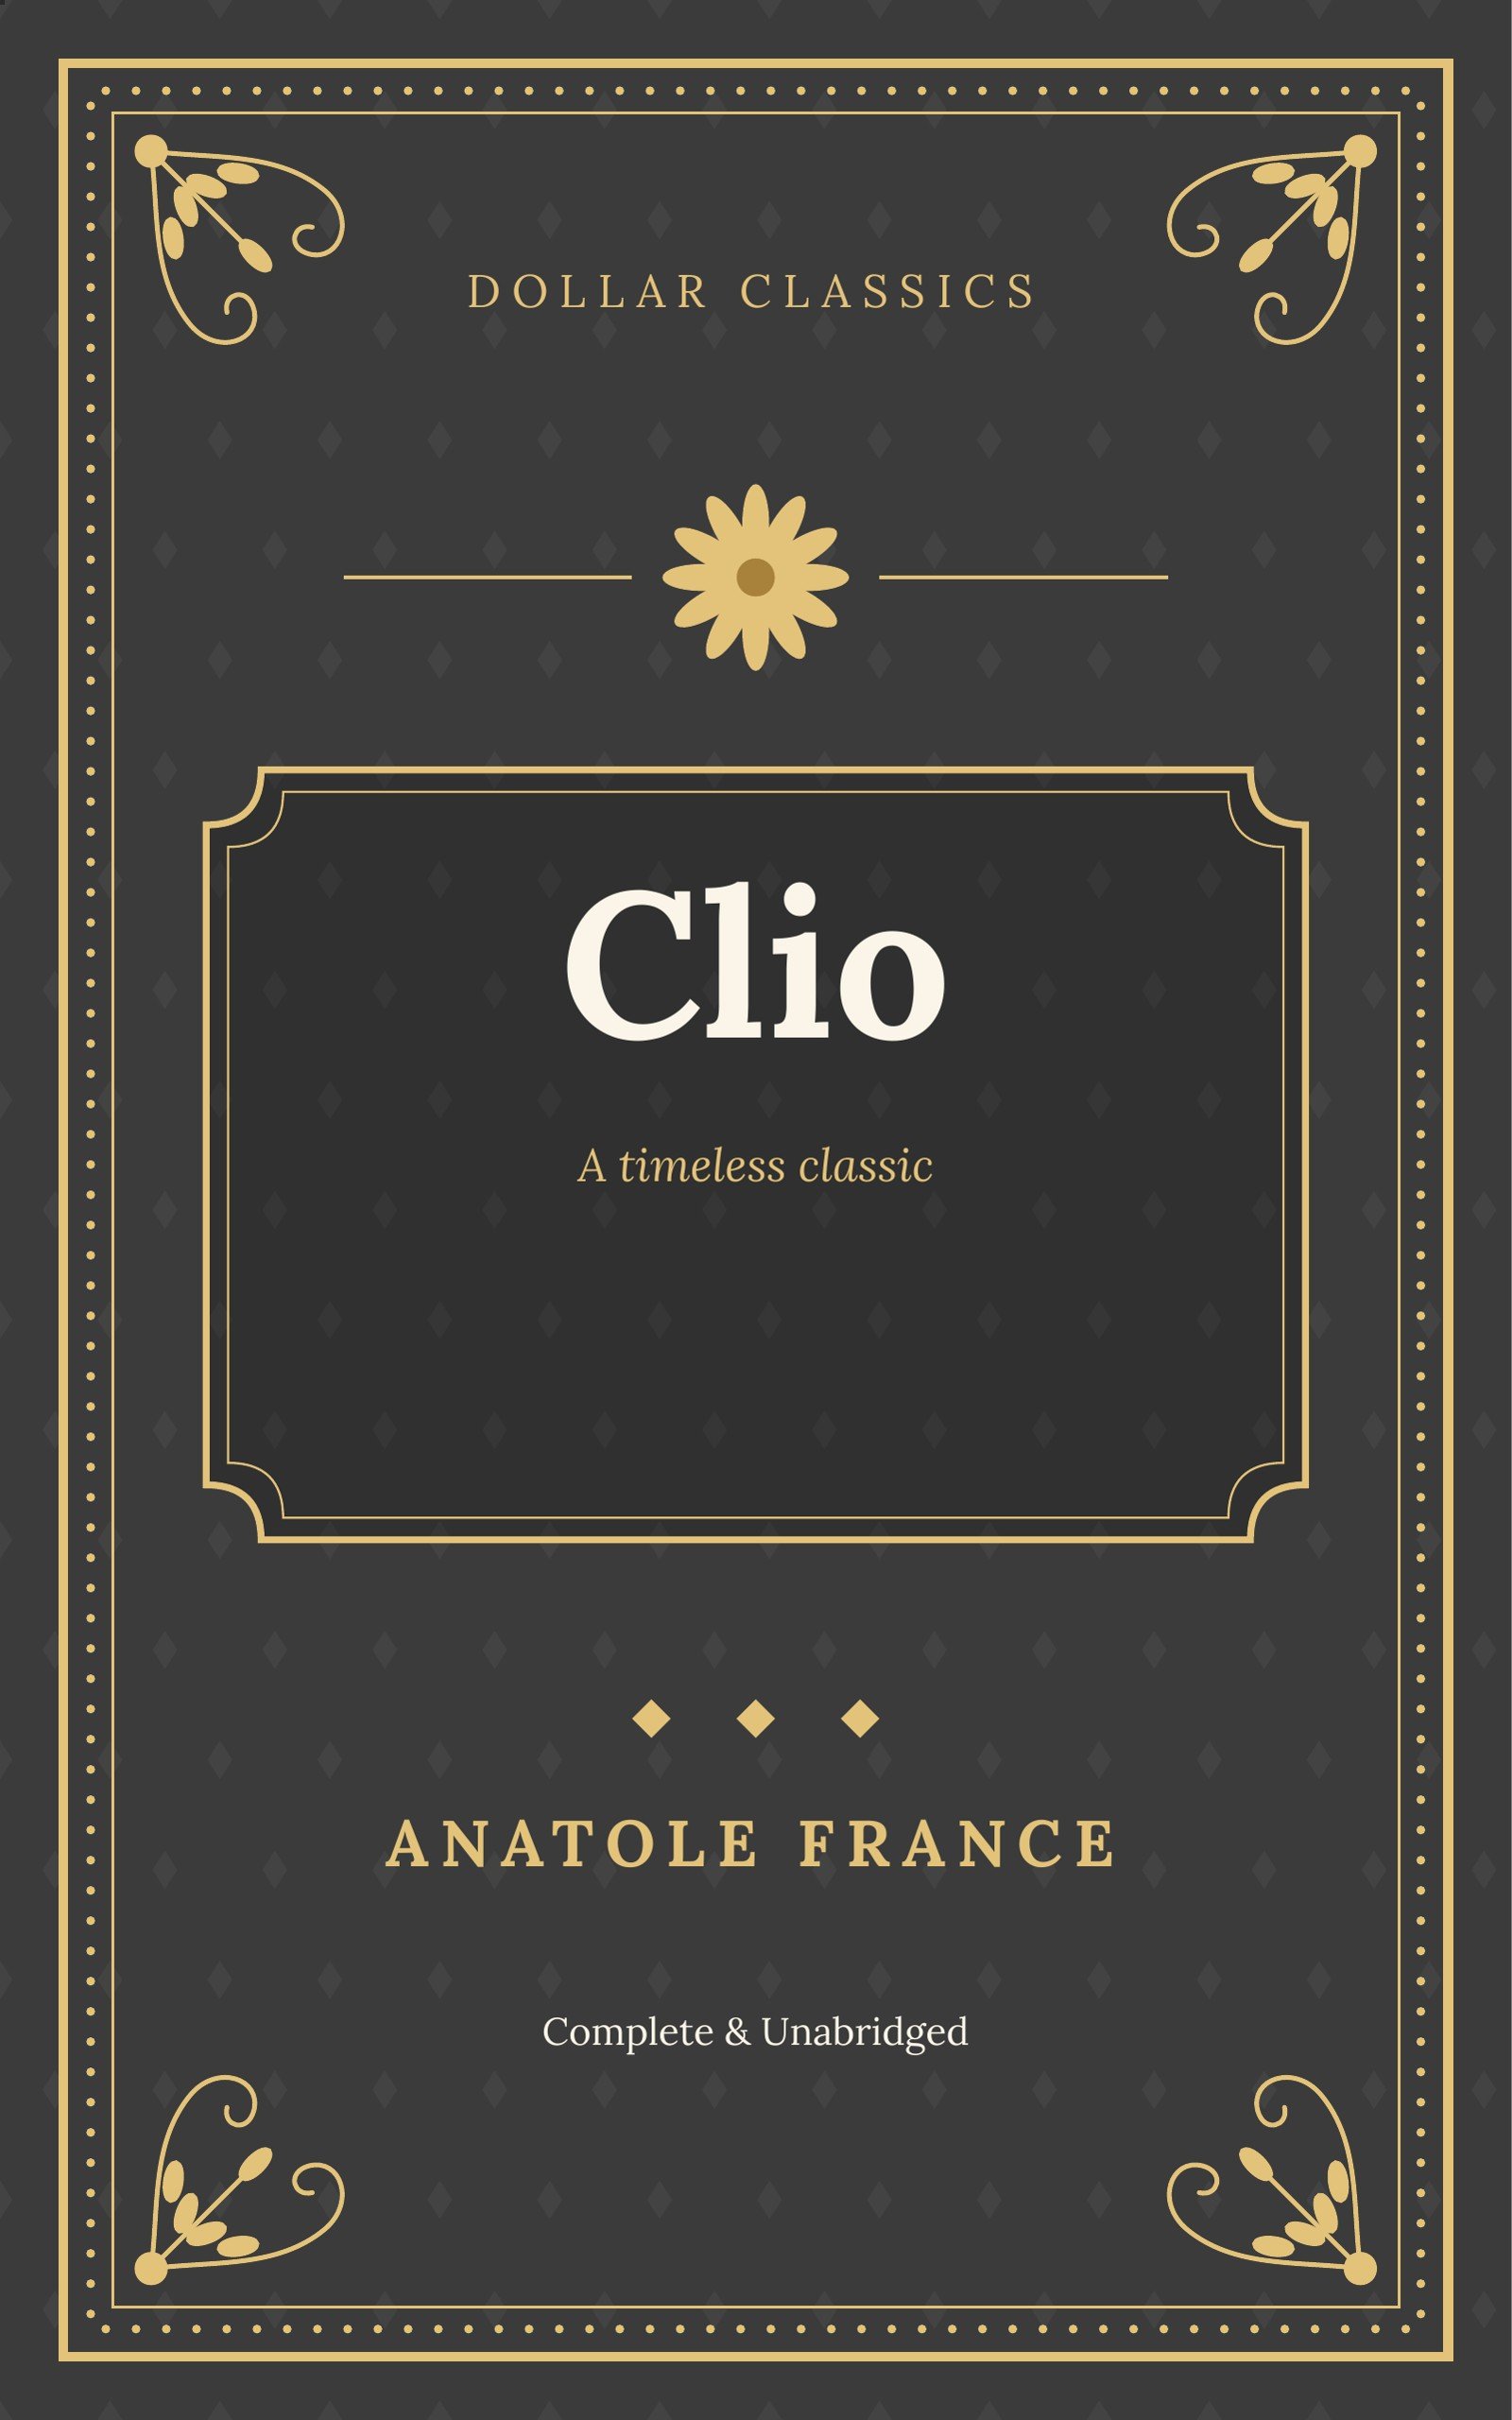 DOLLAR CLASSICS
Clio
A timeless classic
ANATOLE FRANCE
Complete & Unabridged